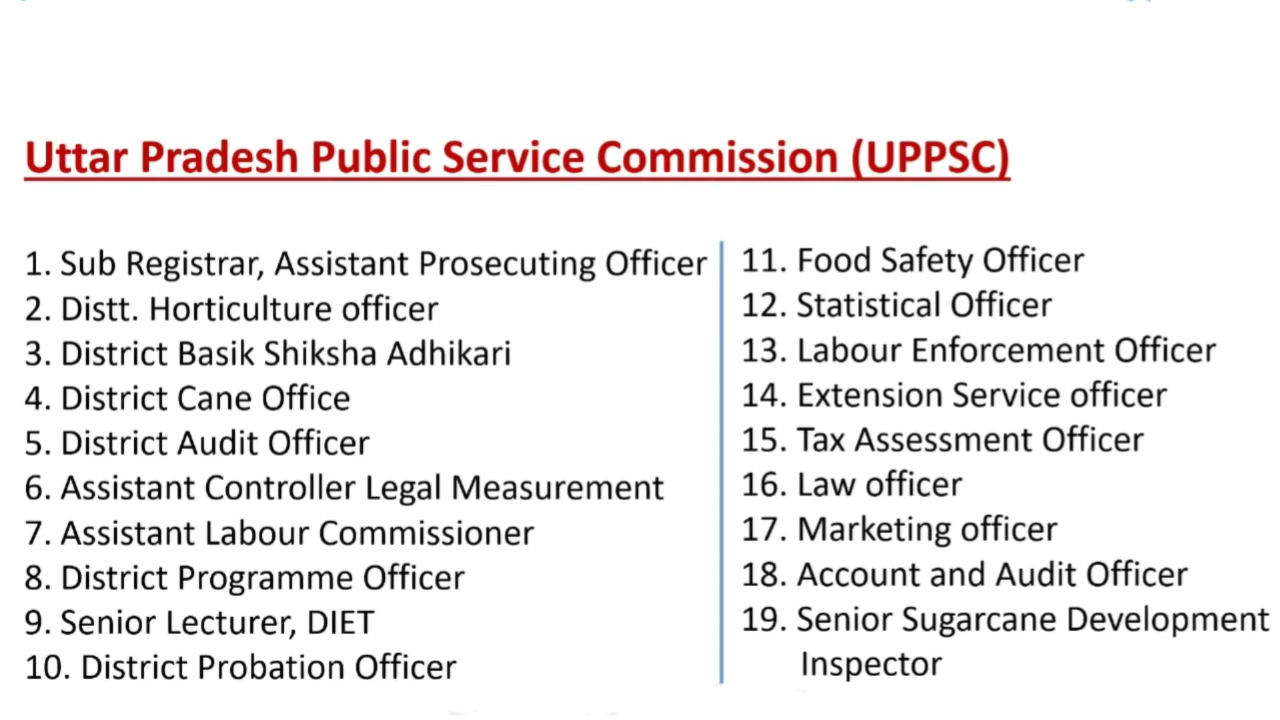 Uttar Pradesh Public Service Commission (UPPSC)
1. Sub Registrar, Assistant Prosecuting Officer
2. Distt. Horticulture officer
3. District Basik Shiksha Adhikari
4. District Cane Office
5. District Audit Officer
6. Assistant Controller Legal Measurement
7. Assistant Labour Commissioner
8. District Programme Officer
9. Senior Lecturer, DIET
10. District Probation Officer
11. Food Safety Officer
12. Statistical Officer
13. Labour Enforcement Officer
14. Extension Service officer
15. Tax Assessment Officer
16. Law officer
17. Marketing officer
18. Account and Audit Officer
19. Senior Sugarcane Development
Inspector